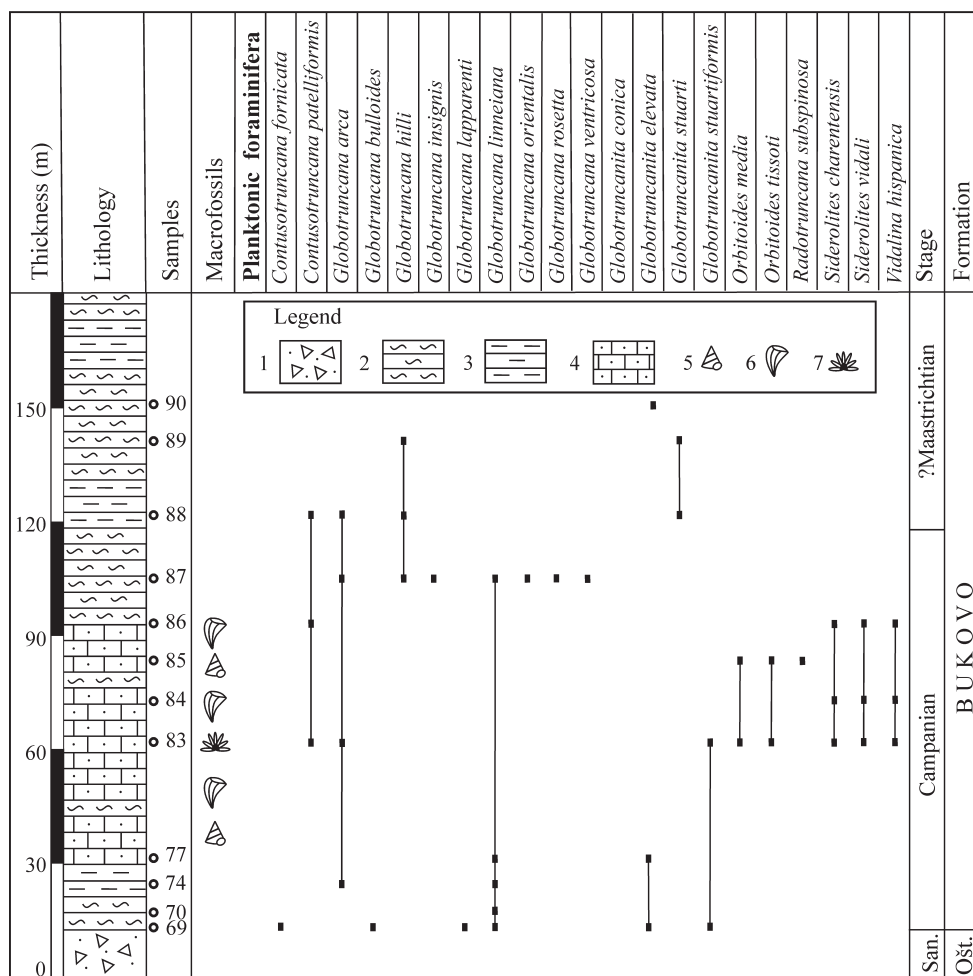 Thickness (m)
Lithology
Samples
Macrofossils
Planktonic foraminifera
Contusotruncana fornicata
Contusotruncana patelliformis
Globotruncana arca
Globotruncana bulloides
Globotruncana hilli
Globotruncana insignis
Globotruncana lapparenti
Globotruncana linneiana
Globotruncana orientalis
Globotruncana rosetta
Globotruncana ventricosa
Globotruncanita conica
Globotruncanita elevata
Globotruncanita stuarti
Globotruncanita stuartiformis
Orbitoides media
Orbitoides tissoti
Radotruncana subspinosa
Siderolites charentensis
Siderolites vidali
Vidalina hispanica
Stage
Formation
Legend
1 2 3 4 5 6 7
150
120
90
60
30
0
90
89
88
87
86
85
84
83
77
74
70
69
?Maastrichtian
Campanian
San.
BUKOVO
Ošt.